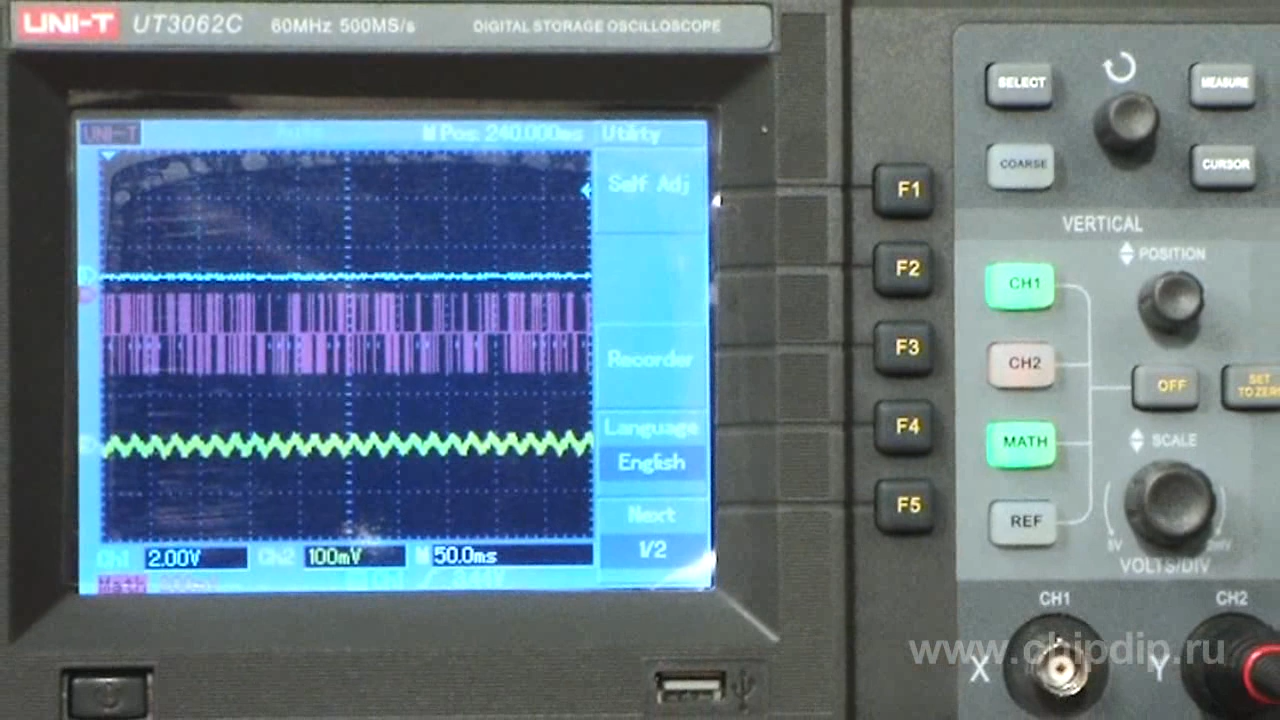 UNI-T UT3062C 60MHz 500MS/s DIGITAL STORAGE OSCILLOSCOPE
UNI-T Auto M Pos: 240.000ms Utility
Self Adj
Recorder
Language
English
Next
1/2
Ch1 2.00V Ch2 100mV M 50.0ms
Math
F1
F2
F3
F4
F5
SELECT
MEASURE
COARSE
CURSOR
VERTICAL
POSITION
CH1
CH2
OFF
SET
TO ZER
MATH
SCALE
REF
VOLTS/DIV
CH1
CH2
X
Y
www.chipdip.ru